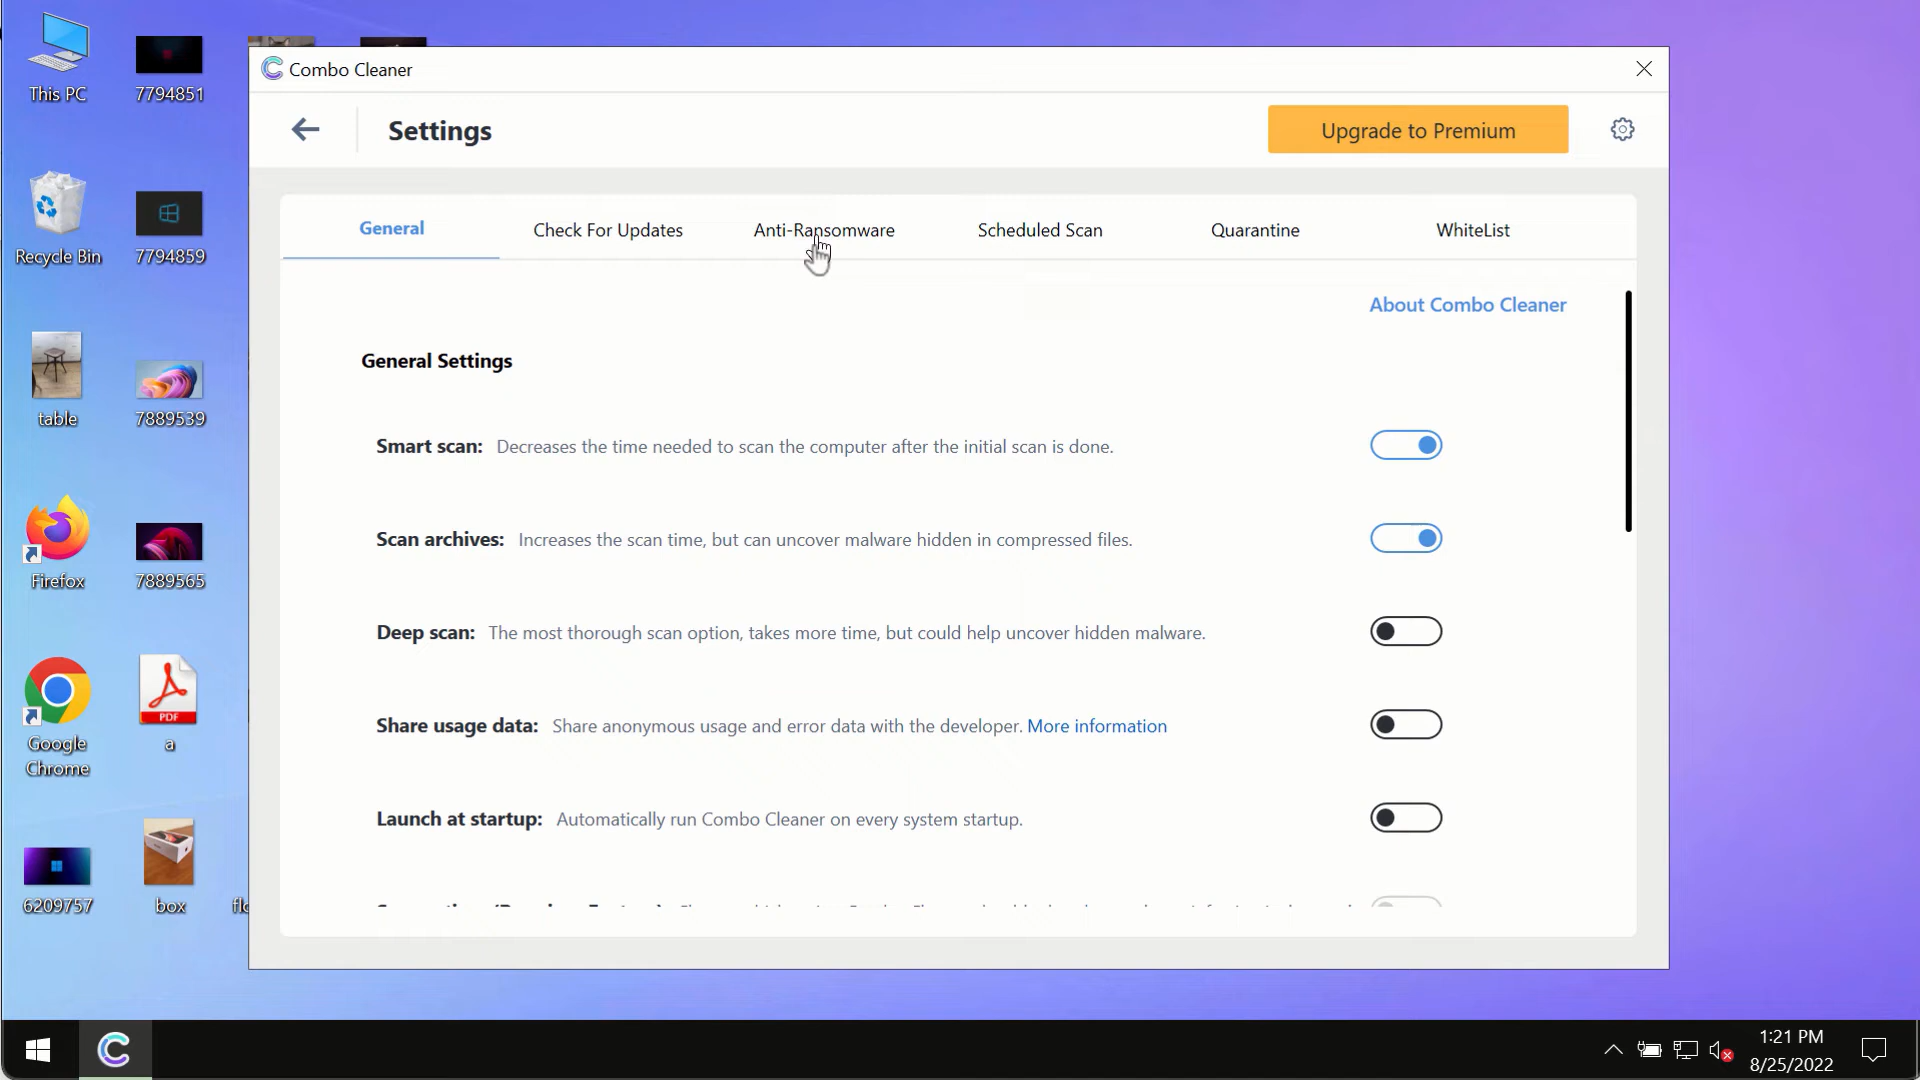 This PC
7794851
Recycle Bin
7794859
table
7889539
Firefox
7889565
Google
Chrome
PDF
a
6209757
box
Combo Cleaner
Settings
Upgrade to Premium
General
Check For Updates
Anti-Ransomware
Scheduled Scan
Quarantine
WhiteList
About Combo Cleaner
General Settings
Smart scan: Decreases the time needed to scan the computer after the initial scan is done.
Scan archives: Increases the scan time, but can uncover malware hidden in compressed files.
Deep scan: The most thorough scan option, takes more time, but could help uncover hidden malware.
Share usage data: Share anonymous usage and error data with the developer. More information
Launch at startup: Automatically run Combo Cleaner on every system startup.
1:21 PM
8/25/2022